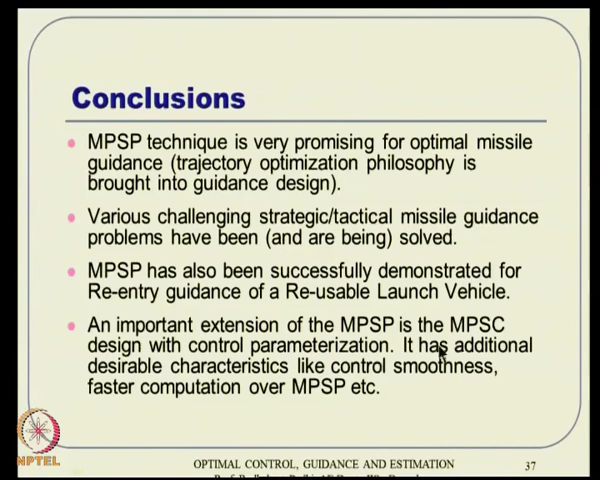 Conclusions
MPSP technique is very promising for optimal missile
guidance (trajectory optimization philosophy is
brought into guidance design).
Various challenging strategic/tactical missile guidance
problems have been (and are being) solved.
MPSP has also been successfully demonstrated for
Re-entry guidance of a Re-usable Launch Vehicle.
An important extension of the MPSP is the MPSC
design with control parameterization. It has additional
desirable characteristics like control smoothness,
faster computation over MPSP etc.
NPTEL
OPTIMAL CONTROL, GUIDANCE AND ESTIMATION
37